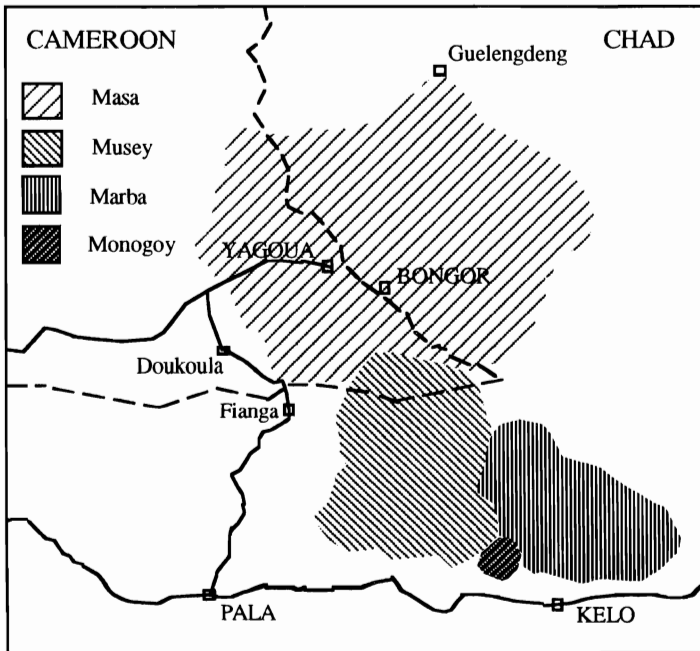 CAMEROON
CHAD
Guelengdeng
Masa
Musey
Marba
Monogoy
YAGOUA
BONGOR
Doukoula
Fianga
PALA
KELO